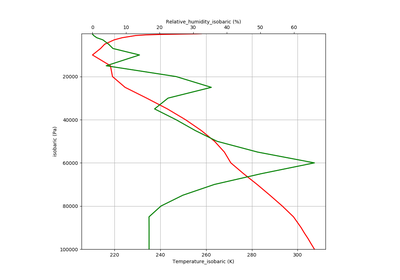 Relative_humidity_isobaric (%)
0 10 20 30 40 50 60
20000
40000
60000
80000
100000
isobaric (Pa)
220 240 260 280 300
Temperature_isobaric (K)